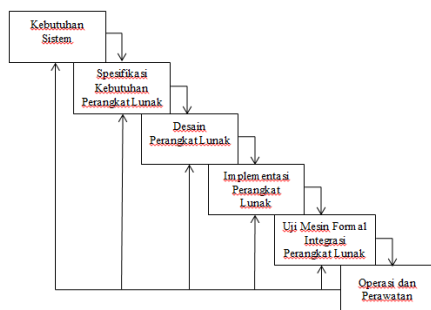 Kebutuhan
Sistem
Spesifikasi
Kebutuhan
Perangkat Lunak
Desain
Perangkat Lunak
Implementasi
Perangkat
Lunak
Uji Mesin Formal
Integrasi
Perangkat Lunak
Operasi dan
Perawatan